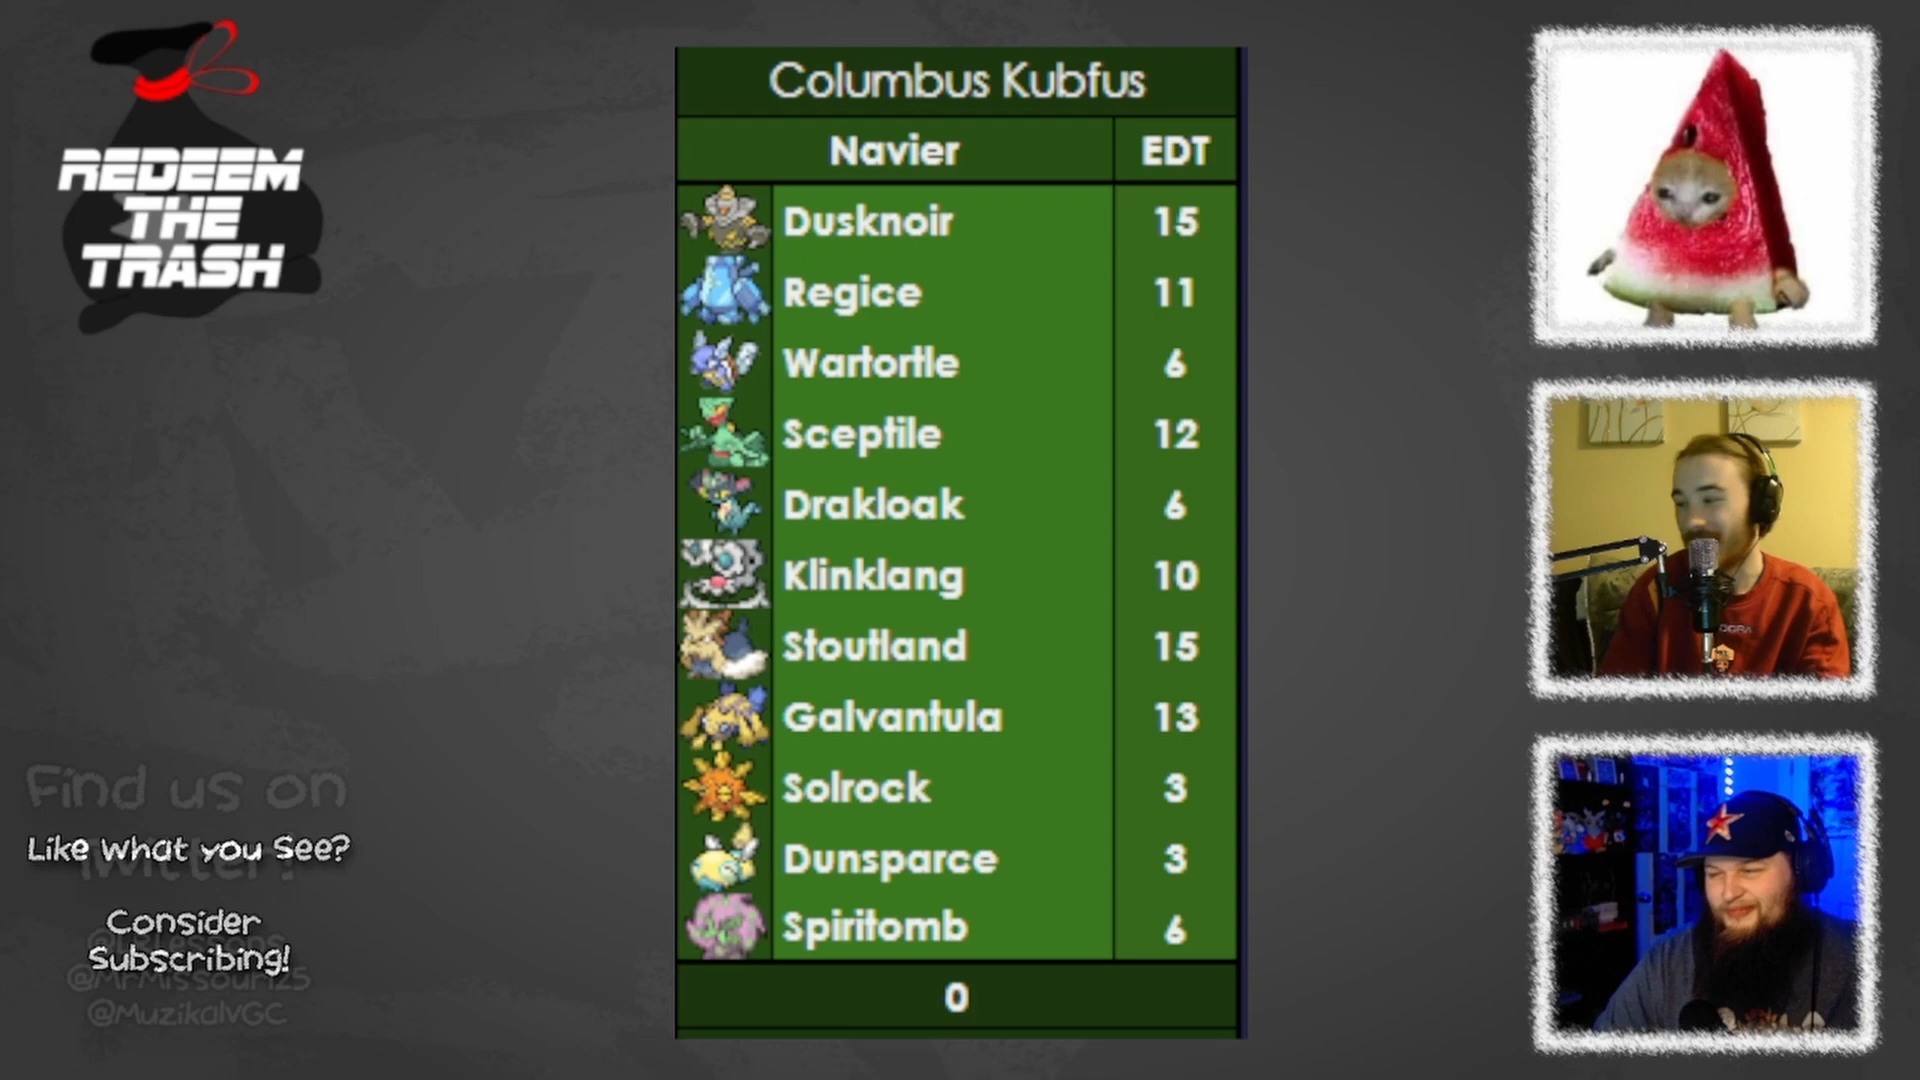 REDEEM
THE
TRASH
Columbus Kubfus
Navier EDT
Dusknoir 15
Regice 11
Wartortle 6
Sceptile 12
Drakloak 6
Klinklang 10
Stoutland 15
Galvantula 13
Solrock 3
Dunsparce 3
Spiritomb 6
0
Find us on
Twitter!
Like what you See?
Consider
Subscribing!
@MrMissouri25
@MuzikalVGC